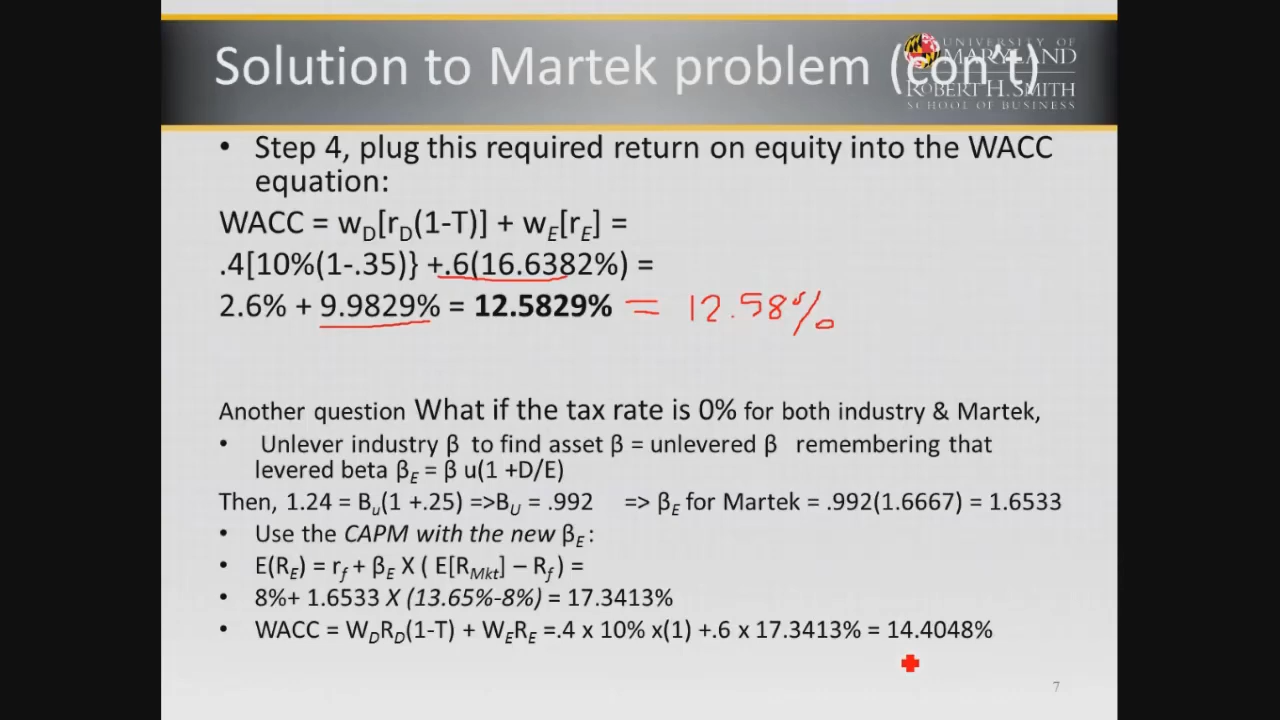 Solution to Martek problem (con't)
UNIVERSITY OF
MARYLAND
ROBERT H. SMITH
SCHOOL OF BUSINESS
• Step 4, plug this required return on equity into the WACC
equation:
WACC = wD[rD(1-T)] + wE[rE] =
.4[10%(1-.35)} +.6(16.6382%) =
2.6% + 9.9829% = 12.5829% = 12.58%
Another question What if the tax rate is 0% for both industry & Martek,
• Unlever industry β to find asset β = unlevered β remembering that
levered beta βE = β u(1 +D/E)
Then, 1.24 = Bu(1 +.25) =>BU = .992 => βE for Martek = .992(1.6667) = 1.6533
• Use the CAPM with the new βE:
• E(RE) = rf + βE X ( E[RMkt] – Rf ) =
• 8%+ 1.6533 X (13.65%-8%) = 17.3413%
• WACC = WDRD(1-T) + WERE =.4 x 10% x(1) +.6 x 17.3413% = 14.4048%
7